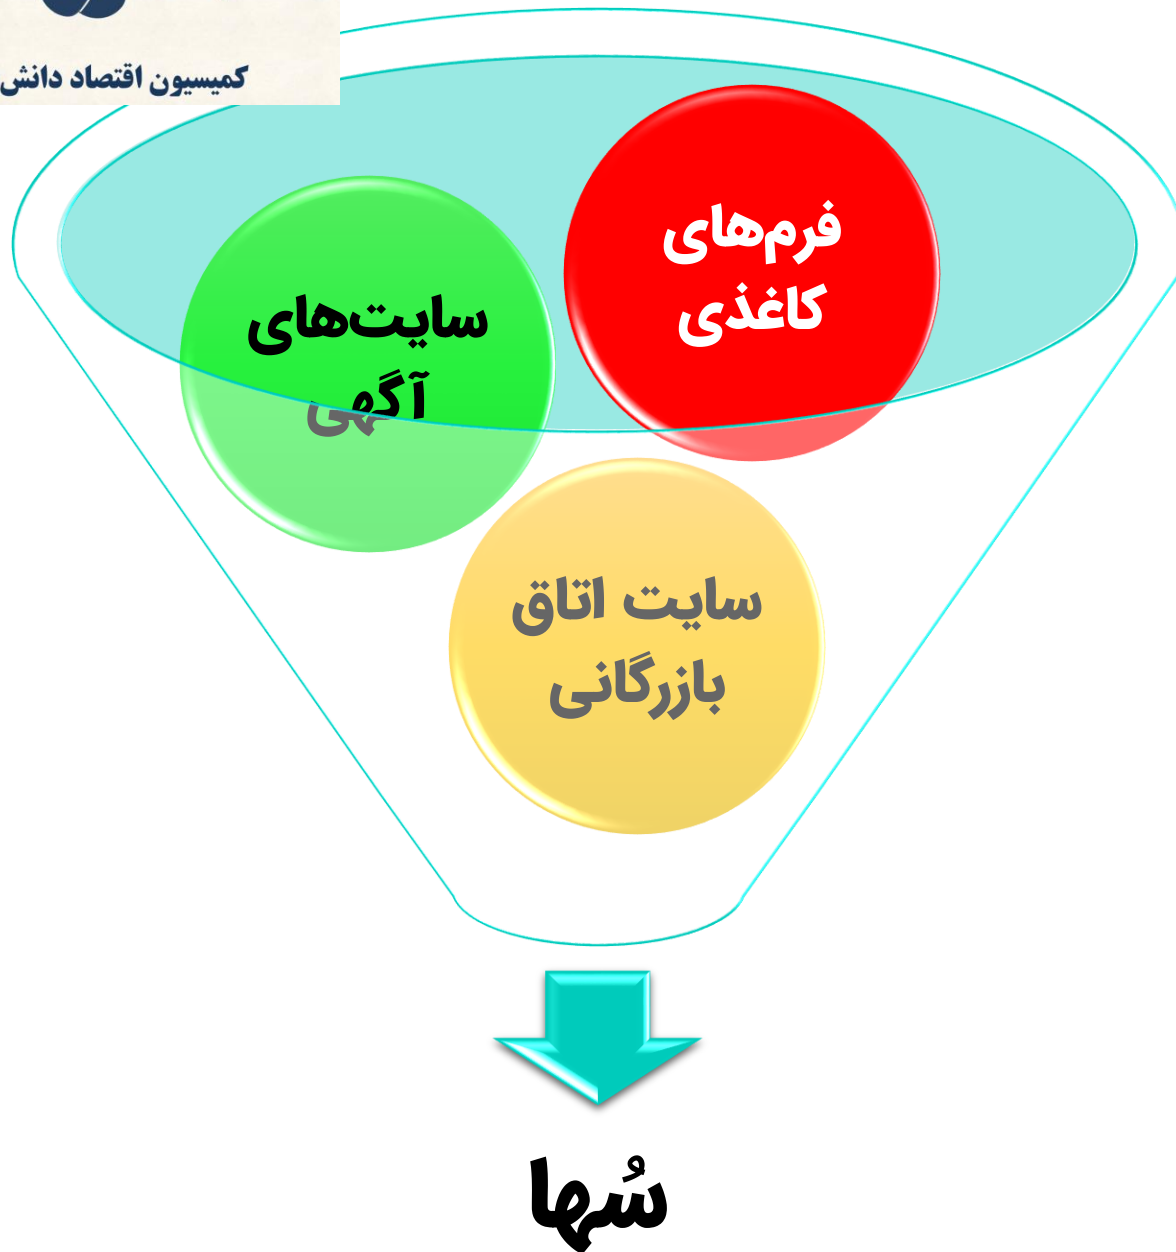 کمیسیون اقتصاد دانش
فرم‌های
کاغذی
سایت‌های
آگهی
سایت اتاق
بازرگانی
سُها